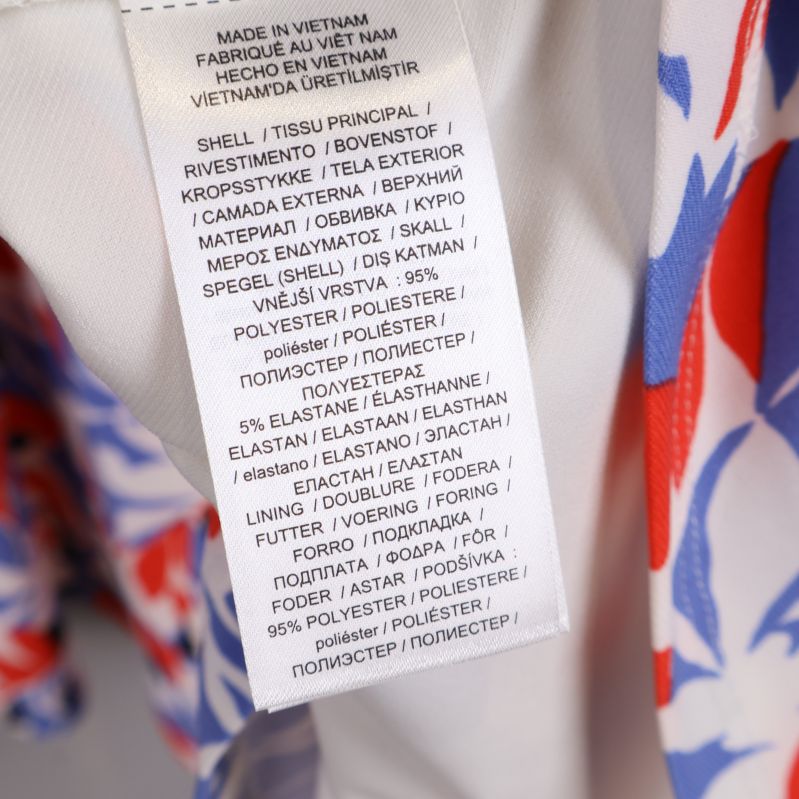 MADE IN VIETNAM
FABRIQUÉ AU VIÊT NAM
HECHO EN VIETNAM
VİETNAM'DA ÜRETİLMİŞTİR
SHELL / TISSU PRINCIPAL /
RIVESTIMENTO / BOVENSTOF /
KROPSSTYKKE / TELA EXTERIOR
/ CAMADA EXTERNA / ВЕРХНИЙ
МАТЕРИАЛ / ОБВИВКА / ΚΥΡΙΟ
ΜΕΡΟΣ ΕΝΔΥΜΑΤΟΣ / SKALL /
SPEGEL (SHELL) / DIŞ KATMAN /
VNĚJŠÍ VRSTVA : 95%
POLYESTER / POLIESTERE /
poliéster / POLIÉSTER /
ПОЛИЭСТЕР / ПОЛИЕСТЕР /
ΠΟΛΥΕΣΤΕΡΑΣ
5% ELASTANE / ÉLASTHANNE /
ELASTAN / ELASTAAN / ELASTHAN
/ elastano / ELASTANO / ЭЛАСТАН /
ЕЛАСТАН / ΕΛΑΣΤΑΝ
LINING / DOUBLURE / FODERA /
FUTTER / VOERING / FORING /
FORRO / ПОДКЛАДКА /
ПОДПЛАТА / ΦΟΔΡΑ / FÔR /
FODER / ASTAR / PODŠÍVKA :
95% POLYESTER / POLIESTERE /
poliéster / POLIÉSTER /
ПОЛИЭСТЕР / ПОЛИЕСТЕР /